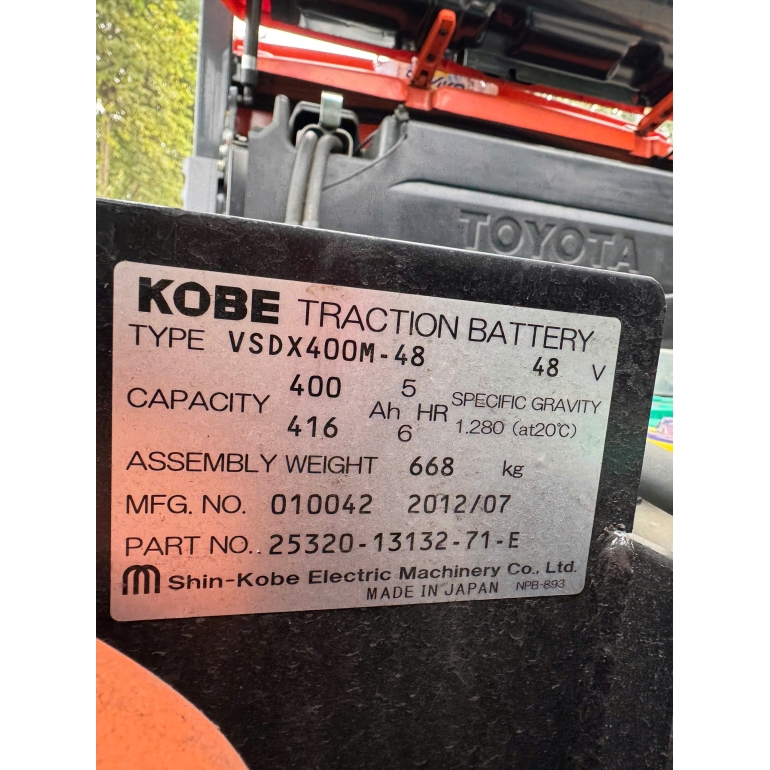 TOYOTA
KOBE TRACTION BATTERY
TYPE VSDX400M-48 48 V
CAPACITY 400 Ah 5 HR SPECIFIC GRAVITY
416 6 1.280 (at20℃)
ASSEMBLY WEIGHT 668 kg
MFG. NO. 010042 2012/07
PART NO.. 25320-13132-71-E
Shin-Kobe Electric Machinery Co., Ltd.
MADE IN JAPAN NPB-893